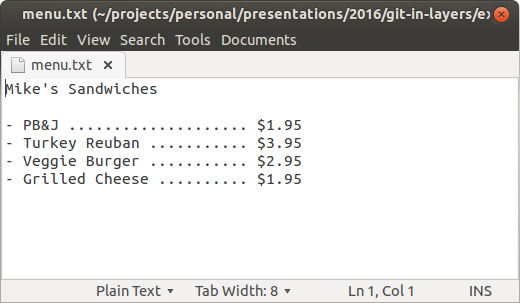 menu.txt (~/projects/personal/presentations/2016/git-in-layers/ex
File Edit View Search Tools Documents
menu.txt
Mike's Sandwiches
- PB&J .................... $1.95
- Turkey Reuban ........... $3.95
- Veggie Burger ........... $2.95
- Grilled Cheese .......... $1.95
Plain Text Tab Width: 8 Ln 1, Col 1 INS